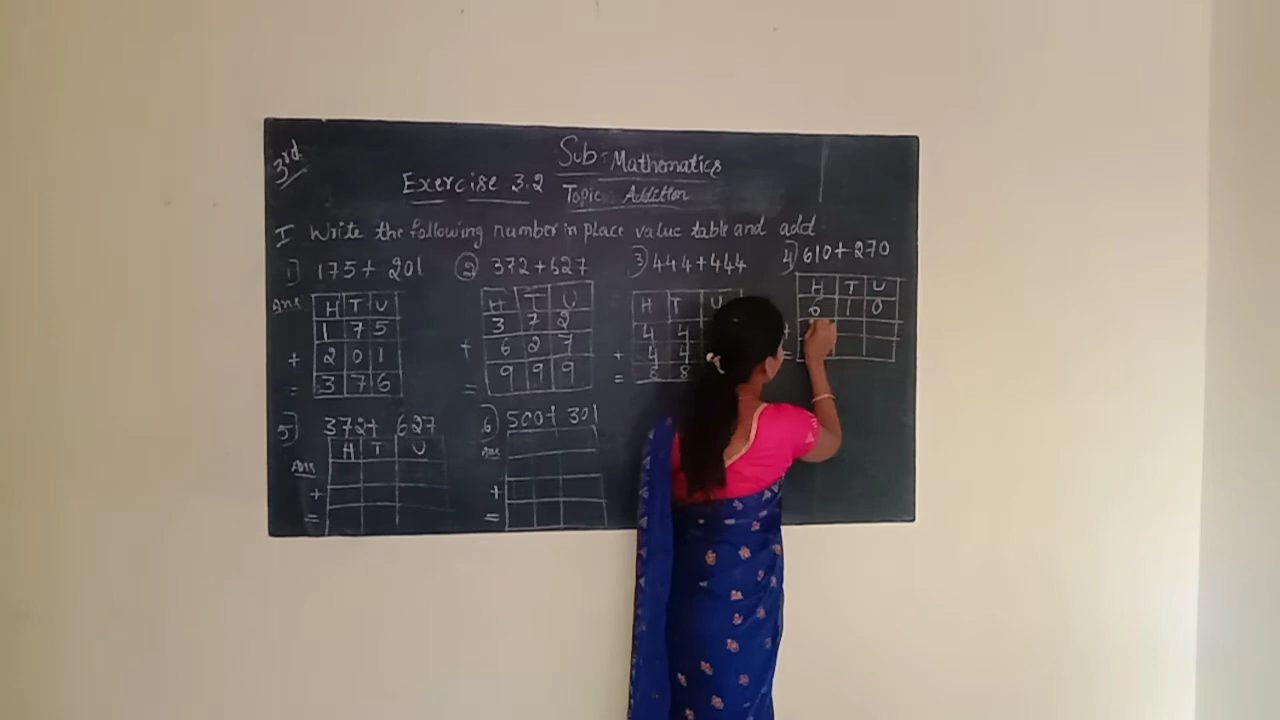 3rd
Sub: Mathematics
Exercise 3.2
Topic Addition
I Write the following number in place value table and add
1) 175+ 201
2 372+627
3) 444+444
4) 610+270
Ans
H T U
1 7 5
+ 2 0 1
= 3 7 6
H T U
3 7 2
+ 6 2 7
= 9 9 9
H T U
4 4
+ 4 4
= 8 8
H T U
6 1 0
+
=
5) 372+ 627
Ans
H T U
+
=
6) 500+ 301
Ans
+
=